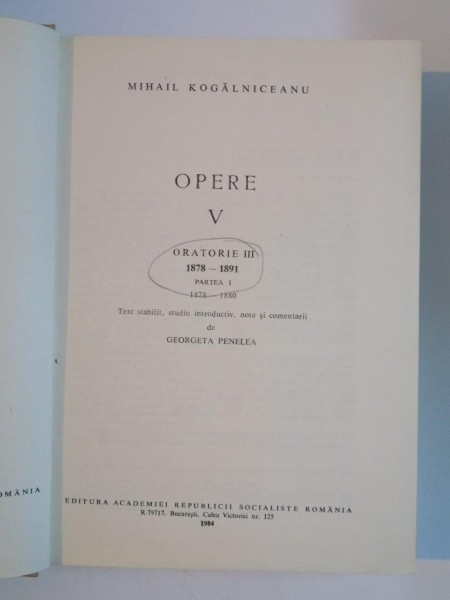 MIHAIL KOGĂLNICEANU
OPERE
V
ORATORIE III
1878 — 1891
PARTEA I
1878 — 1880
Text stabilit, studiu introductiv, note și comentarii
de
GEORGETA PENELEA
EDITURA ACADEMIEI REPUBLICII SOCIALISTE ROMÂNIA
R 79717, București, Calea Victoriei nr. 125
1984
OMÂNIA